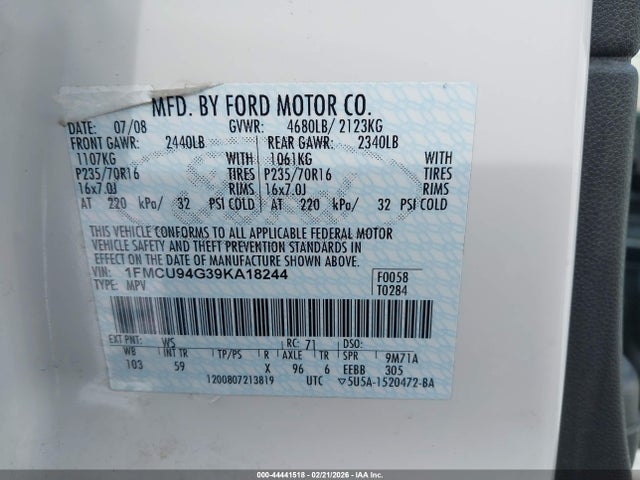 MFD. BY FORD MOTOR CO.
DATE: 07/08 GVWR: 4680LB/ 2123KG
FRONT GAWR: 2440LB REAR GAWR: 2340LB
1107KG WITH 1061KG WITH
P235/70R16 TIRES P235/70R16 TIRES
16x7.0J RIMS 16x7.0J RIMS
AT 220 kPa/ 32 PSI COLD AT 220 kPa/ 32 PSI COLD
THIS VEHICLE CONFORMS TO ALL APPLICABLE FEDERAL MOTOR
VEHICLE SAFETY AND THEFT PREVENTION STANDARDS IN
EFFECT ON THE DATE OF MANUFACTURE SHOWN ABOVE.
VIN: 1FMCU94G39KA18244 F0058
TYPE: MPV T0284
EXT PNT: WS RC: 71 DSO:
WB INT TR TP/PS R AXLE TR SPR 9M71A
103 59 X 96 6 EEBB 305
1200807213819 UTC ▽5U5A-1520472-BA
000-44441518 - 02/21/2026 - IAAI.COM